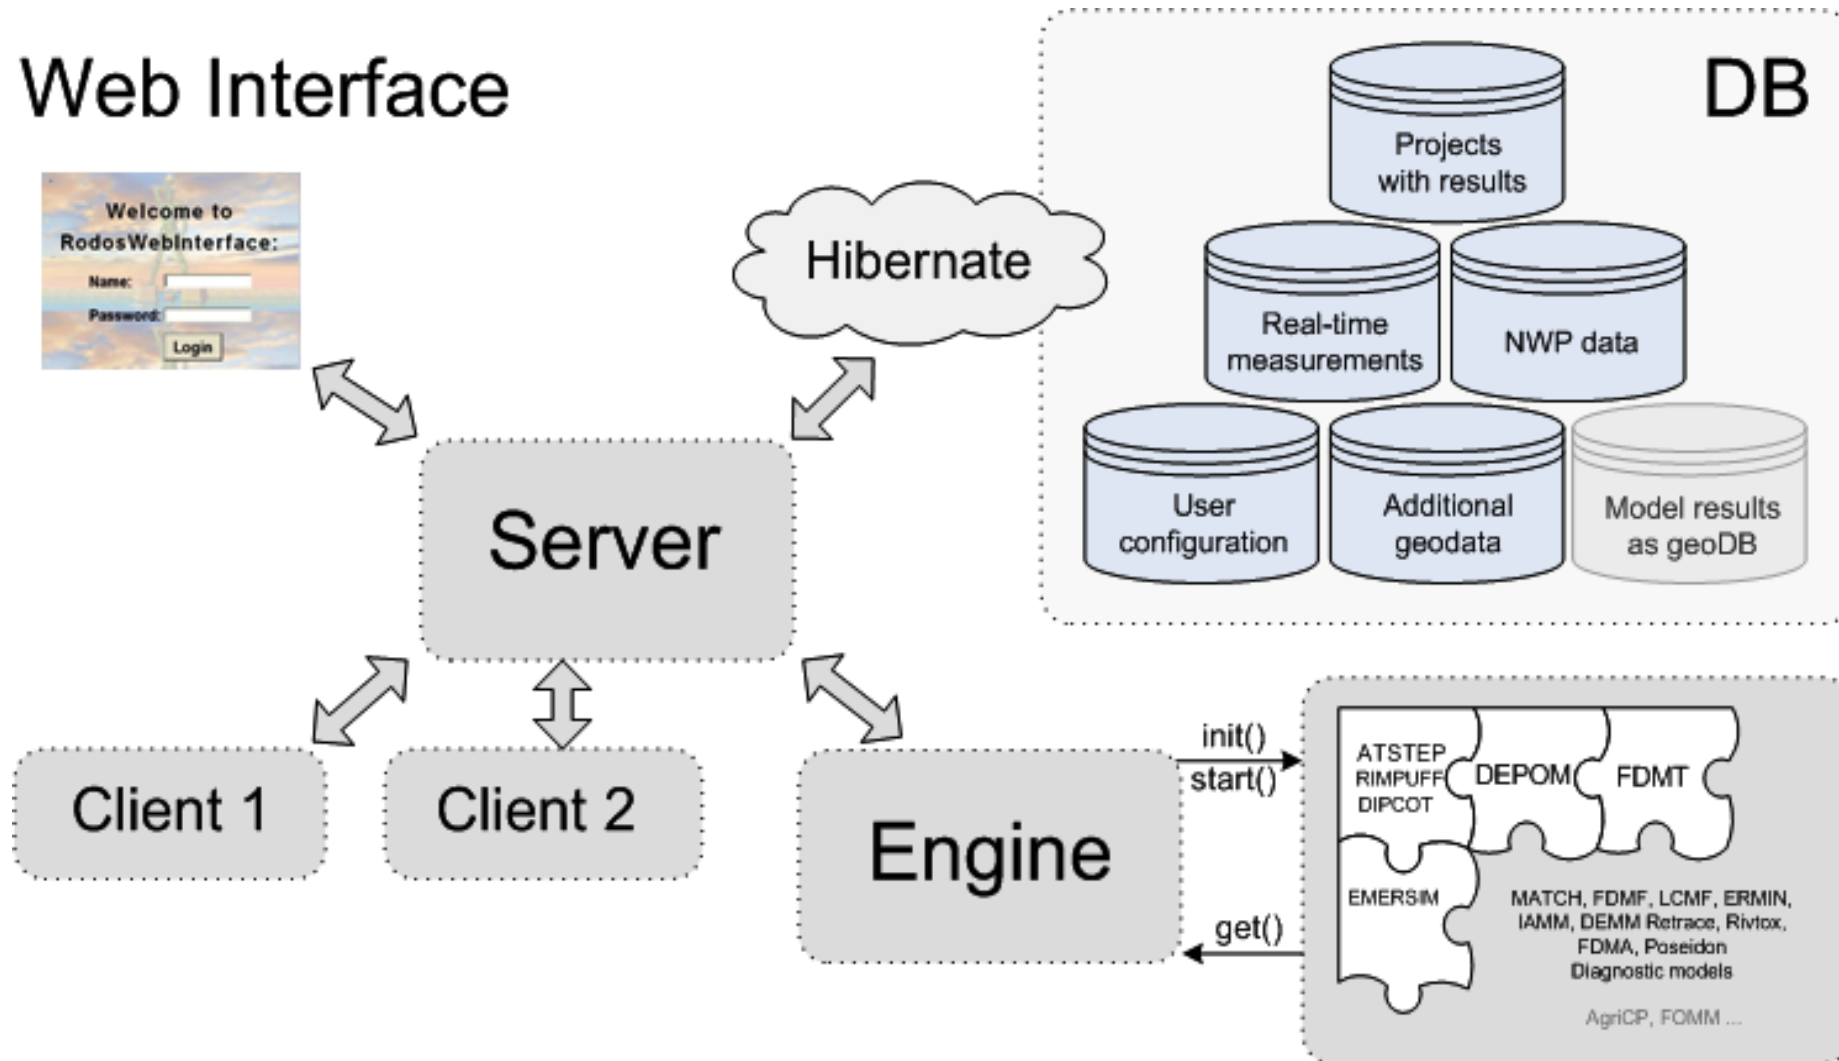 Web Interface
Welcome to
RodosWebInterface:
Name:
Password:
Login
Hibernate
DB
Projects
with results
Real-time
measurements
NWP data
User
configuration
Additional
geodata
Model results
as geoDB
Server
Client 1
Client 2
Engine
init()
start()
get()
ATSTEP
RIMPUFF
DIPCOT
DEPOM
FDMT
EMERSIM
MATCH, FDMF, LCMF, ERMIN,
IAMM, DEMM Retrace, Rivtox,
FDMA, Poseidon
Diagnostic models
AgriCP, FOMM ...